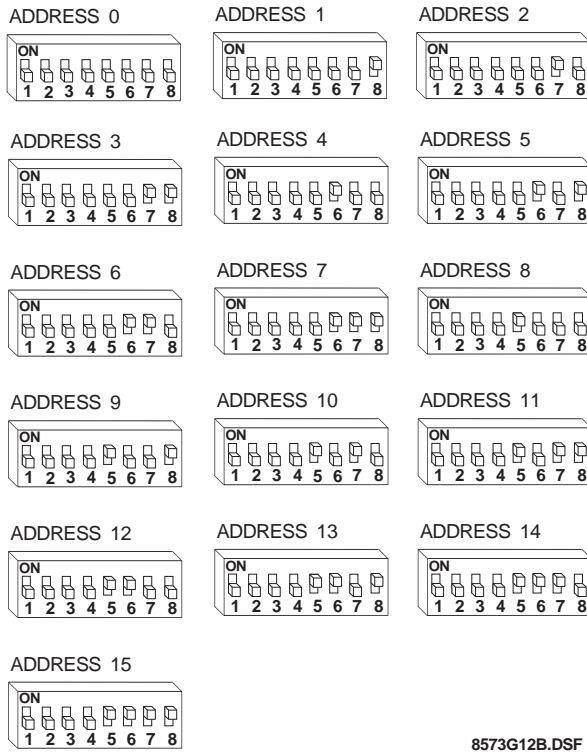 ADDRESS 0
ADDRESS 1
ADDRESS 2
ON
1 2 3 4 5 6 7 8
ON
1 2 3 4 5 6 7 8
ON
1 2 3 4 5 6 7 8
ADDRESS 3
ADDRESS 4
ADDRESS 5
ON
1 2 3 4 5 6 7 8
ON
1 2 3 4 5 6 7 8
ON
1 2 3 4 5 6 7 8
ADDRESS 6
ADDRESS 7
ADDRESS 8
ON
1 2 3 4 5 6 7 8
ON
1 2 3 4 5 6 7 8
ON
1 2 3 4 5 6 7 8
ADDRESS 9
ADDRESS 10
ADDRESS 11
ON
1 2 3 4 5 6 7 8
ON
1 2 3 4 5 6 7 8
ON
1 2 3 4 5 6 7 8
ADDRESS 12
ADDRESS 13
ADDRESS 14
ON
1 2 3 4 5 6 7 8
ON
1 2 3 4 5 6 7 8
ON
1 2 3 4 5 6 7 8
ADDRESS 15
ON
1 2 3 4 5 6 7 8
8573G12B.DSF